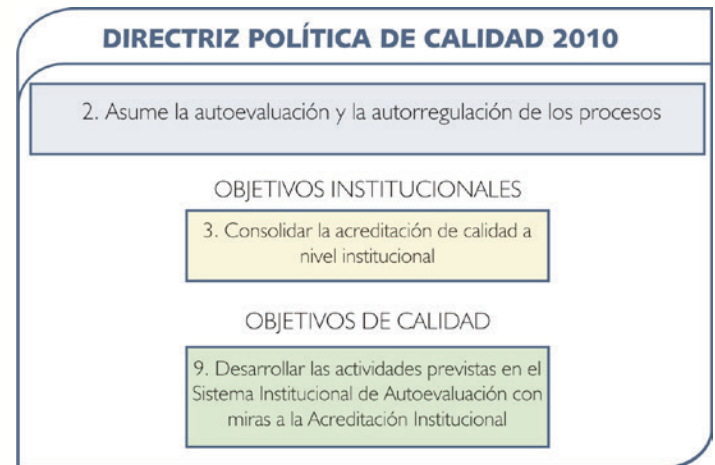 DIRECTRIZ POLÍTICA DE CALIDAD 2010
2. Asume la autoevaluación y la autorregulación de los procesos
OBJETIVOS INSTITUCIONALES
3. Consolidar la acreditación de calidad a
nivel institucional
OBJETIVOS DE CALIDAD
9. Desarrollar las actividades previstas en el
Sistema Institucional de Autoevaluación con
miras a la Acreditación Institucional